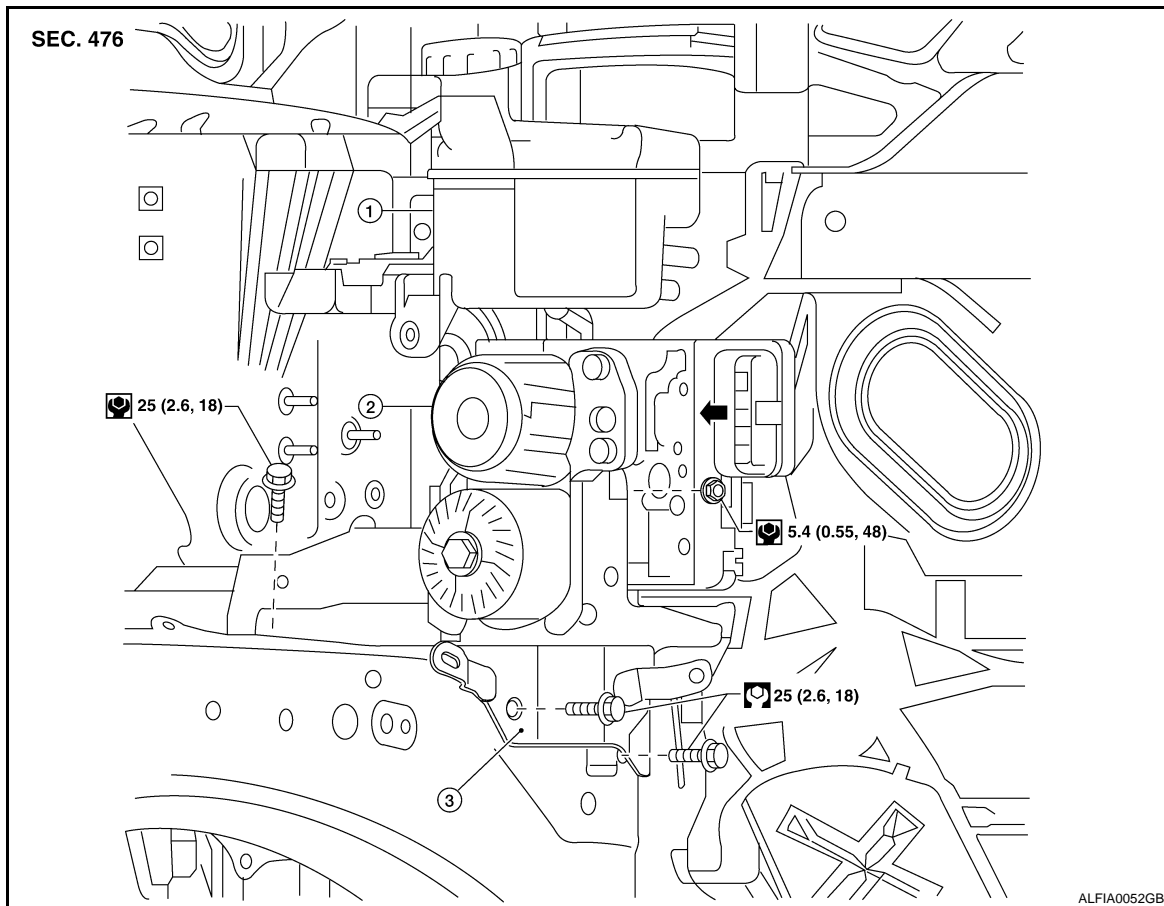 SEC. 476
1
25 (2.6, 18)
2
5.4 (0.55, 48)
25 (2.6, 18)
3
ALFIA0052GB